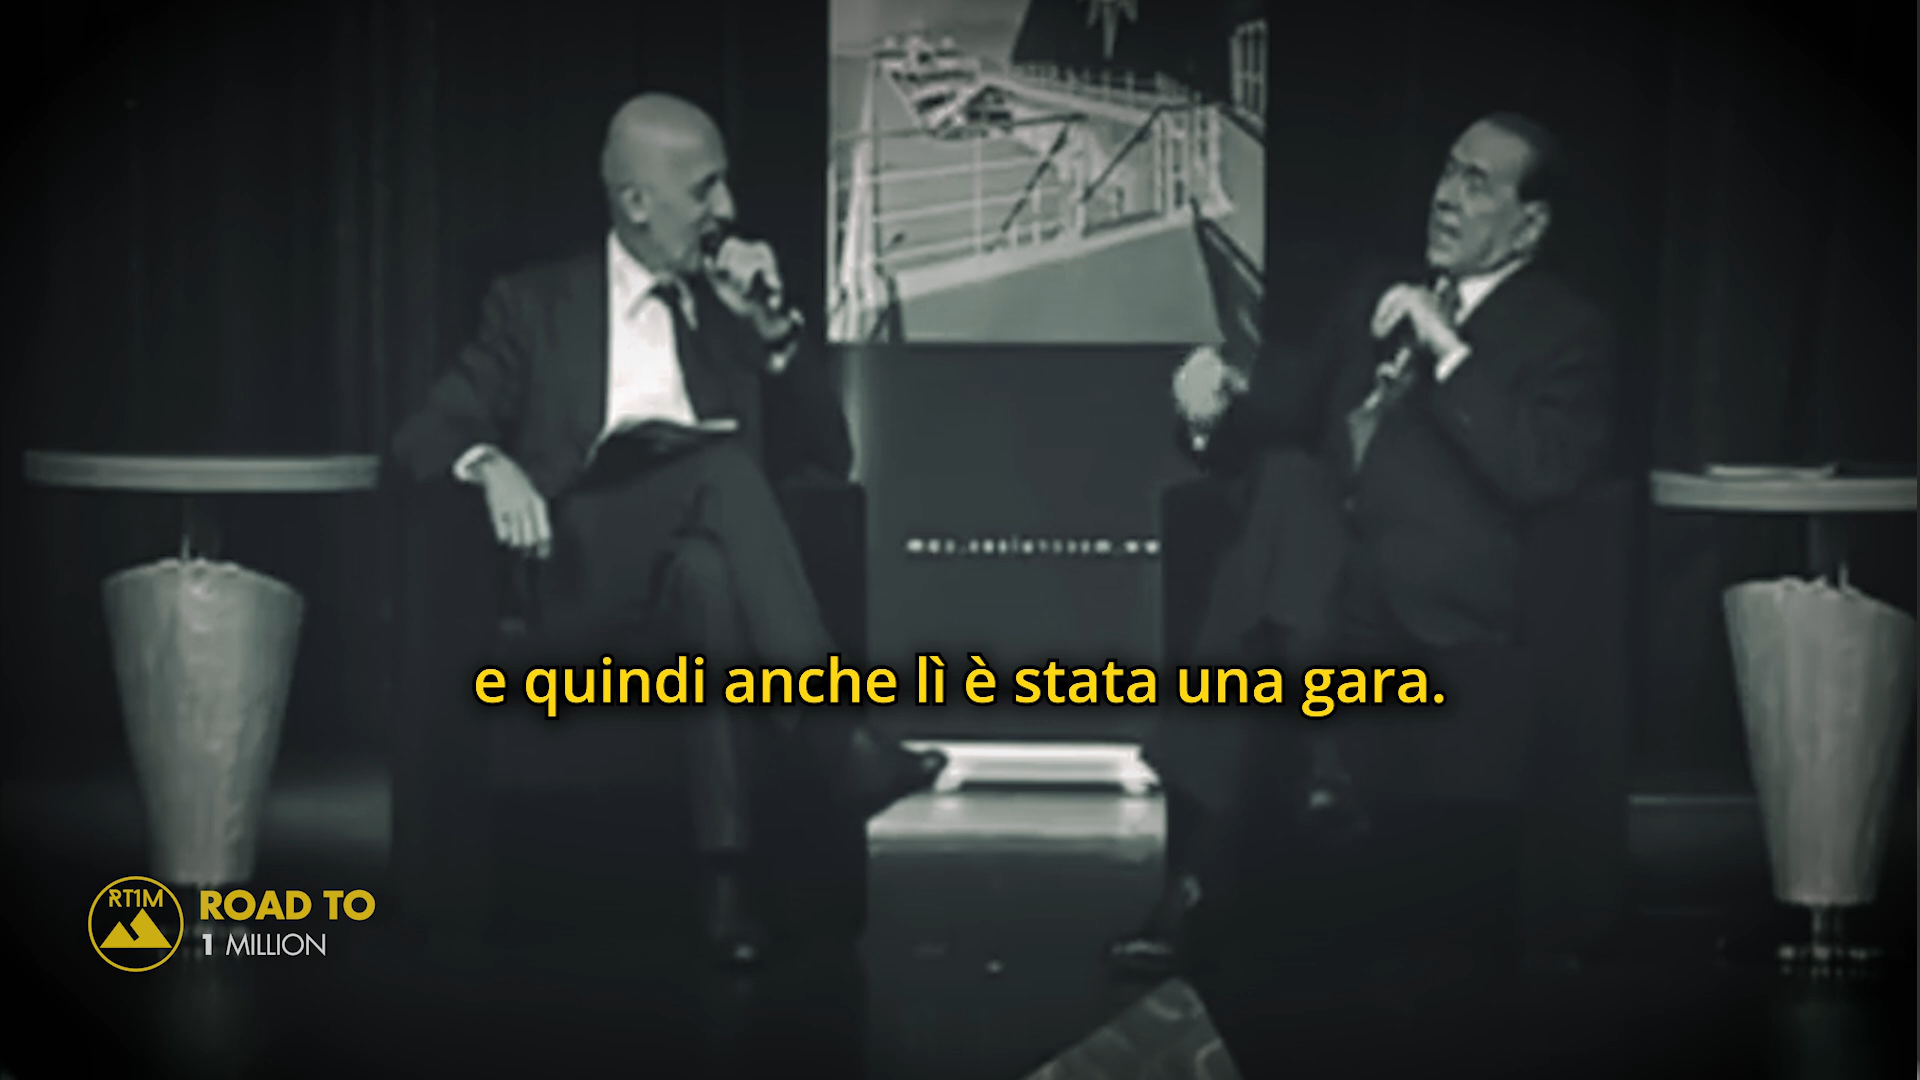 e quindi anche lì è stata una gara.
RT1M
ROAD TO
1 MILLION